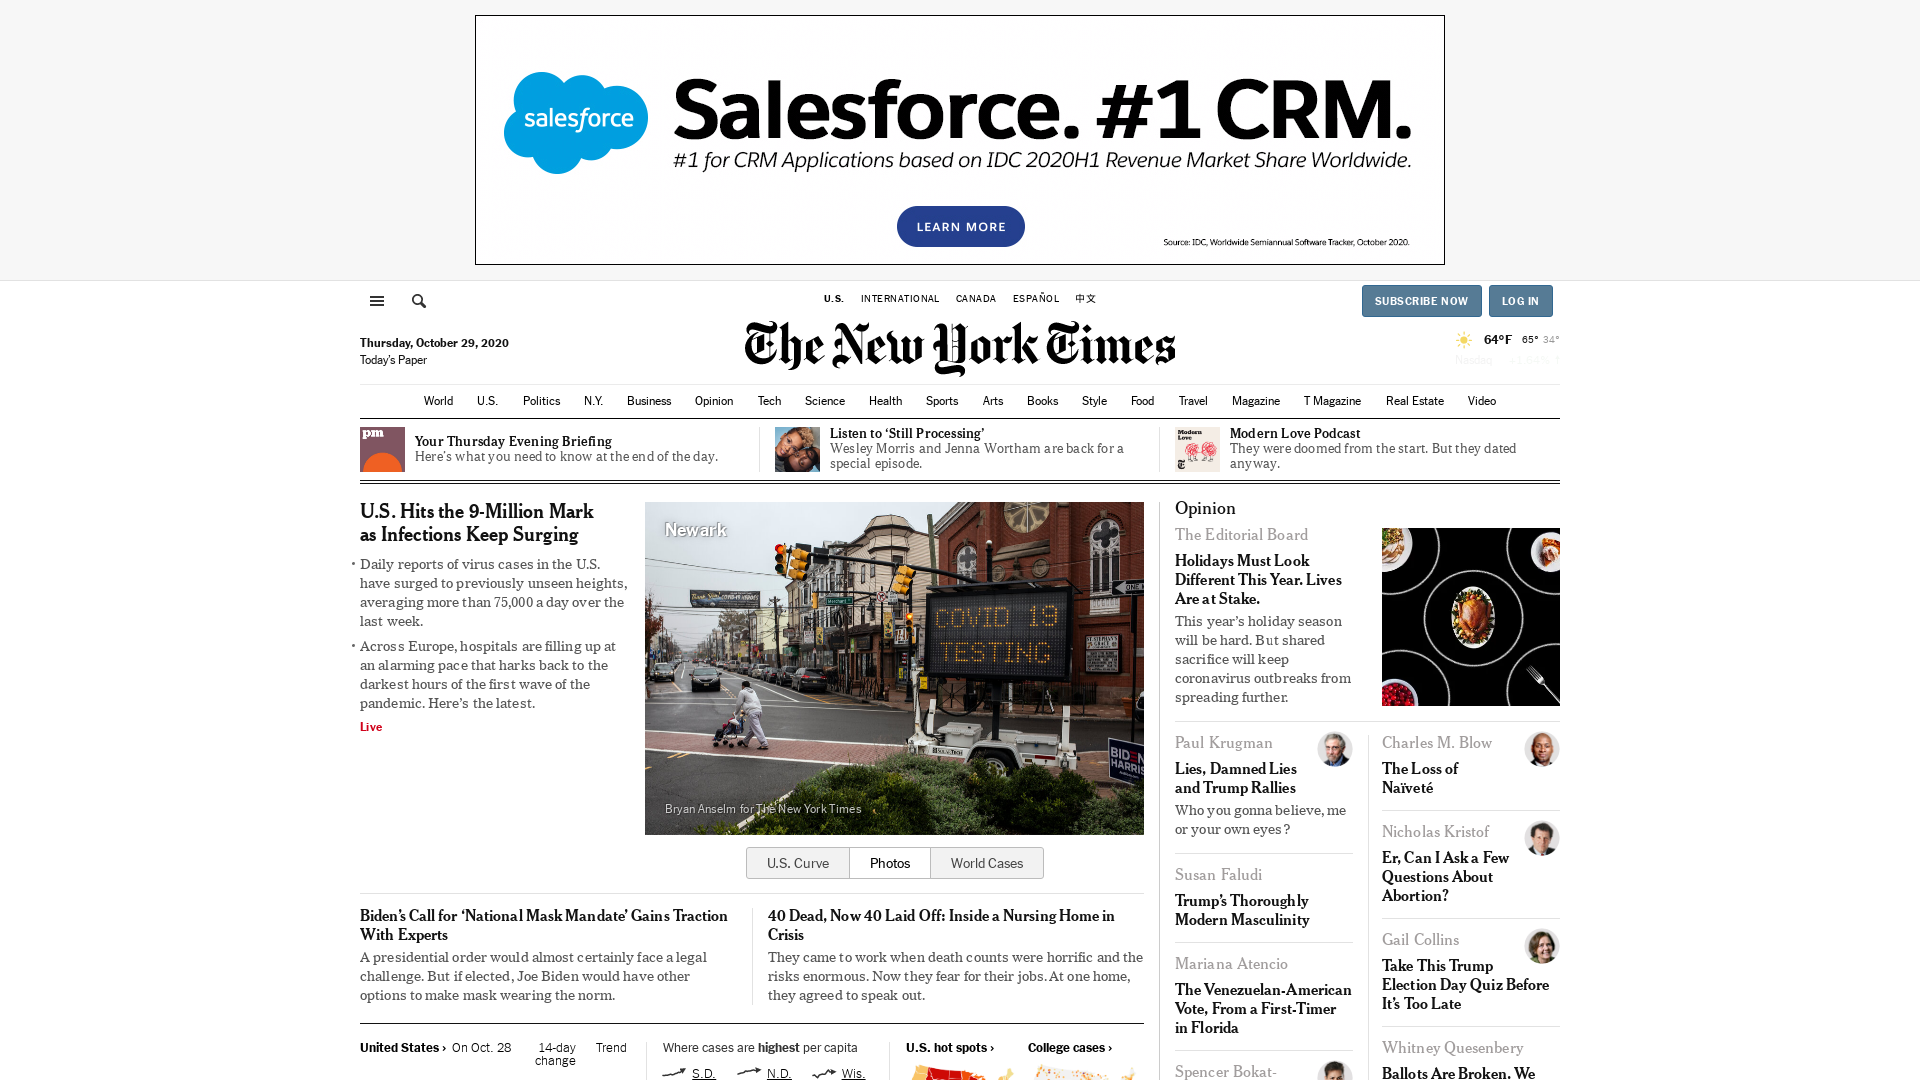 salesforce
Salesforce. #1 CRM.
#1 for CRM Applications based on IDC 2020H1 Revenue Market Share Worldwide.
LEARN MORE
Source: IDC, Worldwide Semiannual Software Tracker, October 2020.
U.S. INTERNATIONAL CANADA ESPAÑOL 中文
SUBSCRIBE NOW LOG IN
Thursday, October 29, 2020
Today's Paper
The New York Times
64°F 65° 34°
Nasdaq
World U.S. Politics N.Y. Business Opinion Tech Science Health Sports Arts Books Style Food Travel Magazine T Magazine Real Estate Video
pm
Your Thursday Evening Briefing
Here's what you need to know at the end of the day.
Listen to ‘Still Processing’
Wesley Morris and Jenna Wortham are back for a
special episode.
Modern Love
Modern Love Podcast
They were doomed from the start. But they dated
anyway.
U.S. Hits the 9-Million Mark
as Infections Keep Surging
Daily reports of virus cases in the U.S.
have surged to previously unseen heights,
averaging more than 75,000 a day over the
last week.
Across Europe, hospitals are filling up at
an alarming pace that harks back to the
darkest hours of the first wave of the
pandemic. Here’s the latest.
Live
Newark
COVID 19
TESTING
ONE
BIDEN
HARRIS
Bryan Anselm for The New York Times
U.S. Curve Photos World Cases
Biden’s Call for ‘National Mask Mandate’ Gains Traction
With Experts
A presidential order would almost certainly face a legal
challenge. But if elected, Joe Biden would have other
options to make mask wearing the norm.
40 Dead, Now 40 Laid Off: Inside a Nursing Home in
Crisis
They came to work when death counts were horrific and the
risks enormous. Now they fear for their jobs. At one home,
they agreed to speak out.
United States › On Oct. 28
14-day
change
Trend
Where cases are highest per capita
S.D. N.D. Wis.
U.S. hot spots › College cases ›
Opinion
The Editorial Board
Holidays Must Look
Different This Year. Lives
Are at Stake.
This year’s holiday season
will be hard. But shared
sacrifice will keep
coronavirus outbreaks from
spreading further.
Paul Krugman
Lies, Damned Lies
and Trump Rallies
Who you gonna believe, me
or your own eyes?
Susan Faludi
Trump’s Thoroughly
Modern Masculinity
Mariana Atencio
The Venezuelan-American
Vote, From a First-Timer
in Florida
Spencer Bokat-
Charles M. Blow
The Loss of
Naïveté
Nicholas Kristof
Er, Can I Ask a Few
Questions About
Abortion?
Gail Collins
Take This Trump
Election Day Quiz Before
It’s Too Late
Whitney Quesenbery
Ballots Are Broken. We